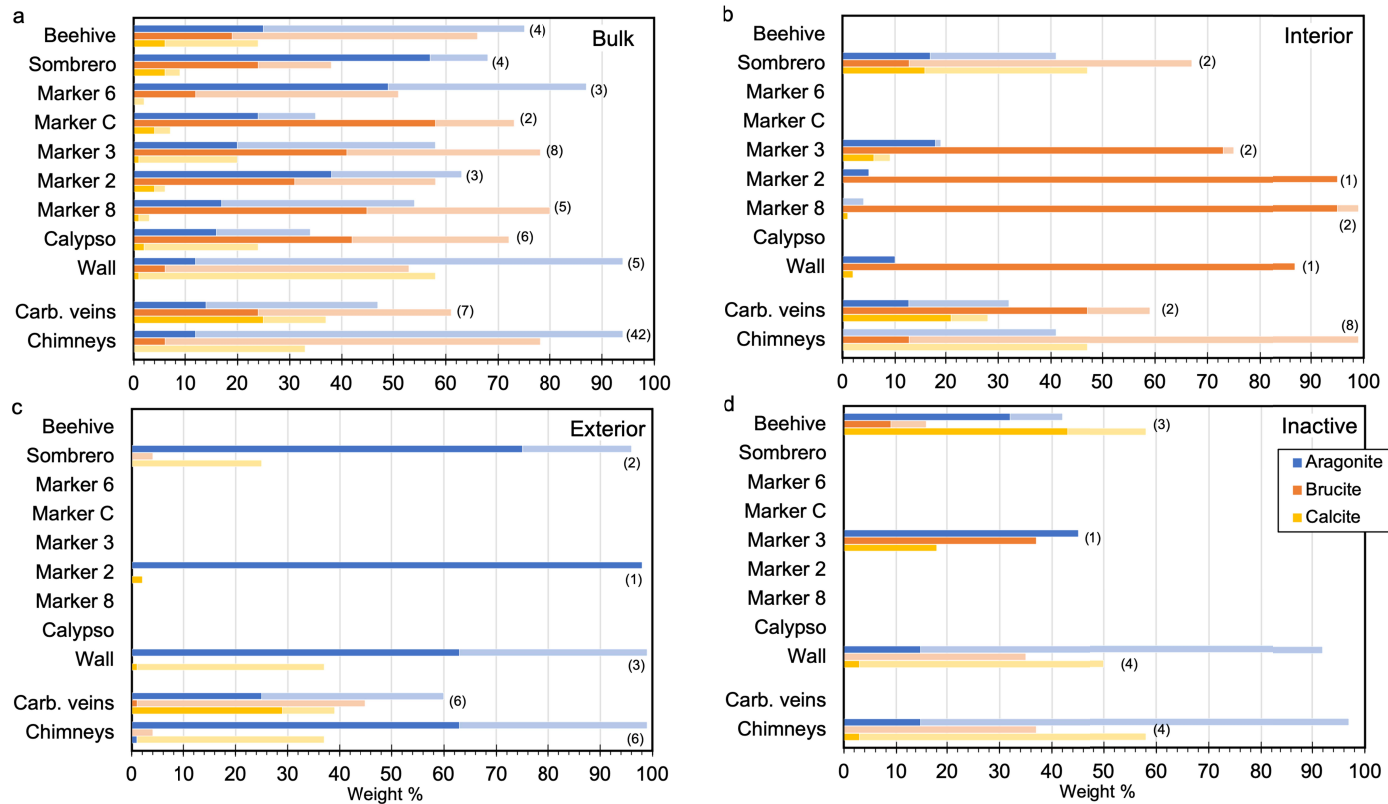 a
Bulk
Beehive (4)
Sombrero (4)
Marker 6 (3)
Marker C (2)
Marker 3 (8)
Marker 2 (3)
Marker 8 (5)
Calypso (6)
Wall (5)
Carb. veins (7)
Chimneys (42)
0 10 20 30 40 50 60 70 80 90 100
b
Interior
Beehive
Sombrero (2)
Marker 6
Marker C
Marker 3 (2)
Marker 2 (1)
Marker 8 (2)
Calypso
Wall (1)
Carb. veins (2)
Chimneys (8)
0 10 20 30 40 50 60 70 80 90 100
c
Exterior
Beehive
Sombrero (2)
Marker 6
Marker C
Marker 3
Marker 2 (1)
Marker 8
Calypso
Wall (3)
Carb. veins (6)
Chimneys (6)
0 10 20 30 40 50 60 70 80 90 100
Weight %
d
Inactive
Beehive (3)
Sombrero
Marker 6
Marker C
Marker 3 (1)
Marker 2
Marker 8
Calypso
Wall (4)
Carb. veins
Chimneys (4)
Aragonite
Brucite
Calcite
0 10 20 30 40 50 60 70 80 90 100
Weight %